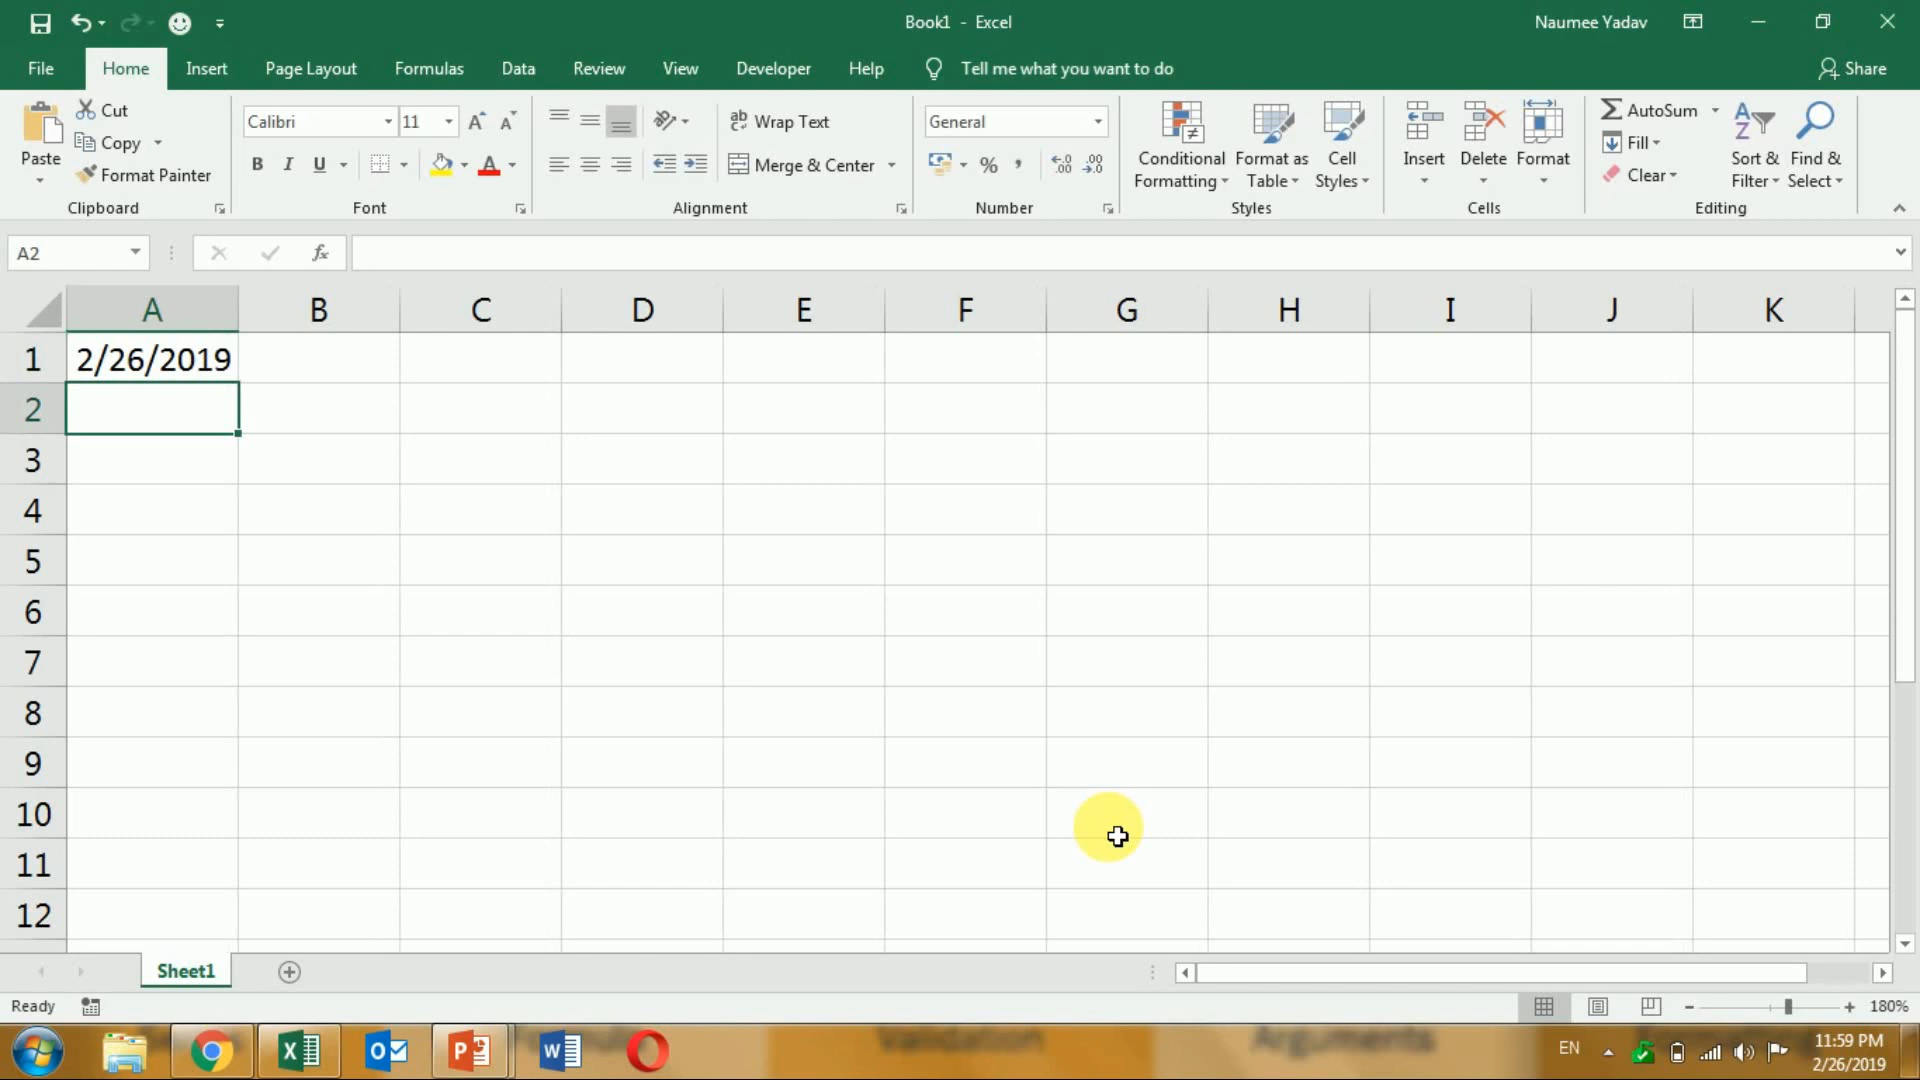 Book1 - Excel
Naumee Yadav
File Home Insert Page Layout Formulas Data Review View Developer Help Tell me what you want to do Share
Paste
Cut
Copy
Format Painter
Clipboard
Calibri 11
B I U A
Font
Wrap Text
Merge & Center
Alignment
General
%
Number
Conditional Formatting
Format as Table
Cell Styles
Styles
Insert Delete Format
Cells
AutoSum
Fill
Clear
Sort & Filter
Find & Select
Editing
A2 fx
A B C D E F G H I J K
1 2/26/2019
2
3
4
5
6
7
8
9
10
11
12
Sheet1
Ready 180%
Validation Arguments
EN 11:59 PM
2/26/2019